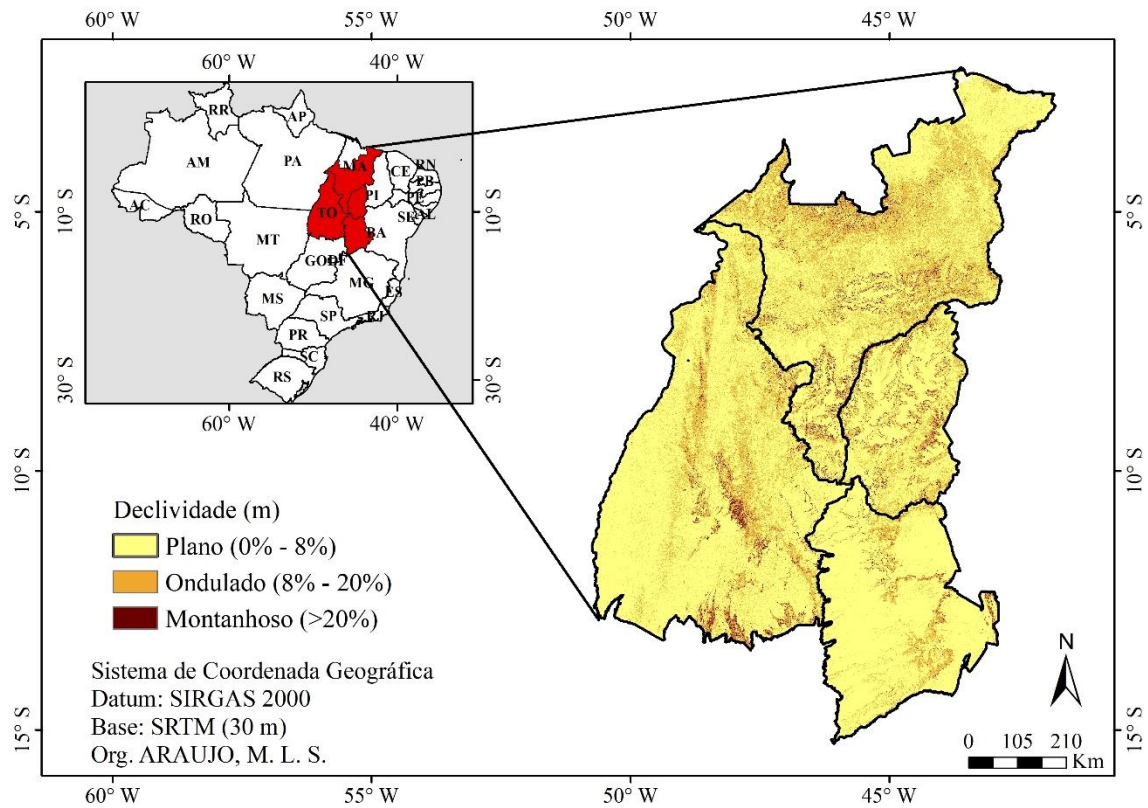 60° W
55° W
50° W
45° W
60° W
40° W
RR
AP
AM
PA
MA
CE
RN
PB
PE
AL
SE
PI
AC
RO
TO
BA
MT
GO
DF
MG
ES
MS
SP
RJ
PR
SC
RS
10° S
30° S
30° S
60° W
40° W
5° S
10° S
15° S
5° S
10° S
15° S
Declividade (m)
Plano (0% - 8%)
Ondulado (8% - 20%)
Montanhoso (>20%)
Sistema de Coordenada Geográfica
Datum: SIRGAS 2000
Base: SRTM (30 m)
Org. ARAUJO, M. L. S.
N
0 105 210
Km
60° W
55° W
50° W
45° W